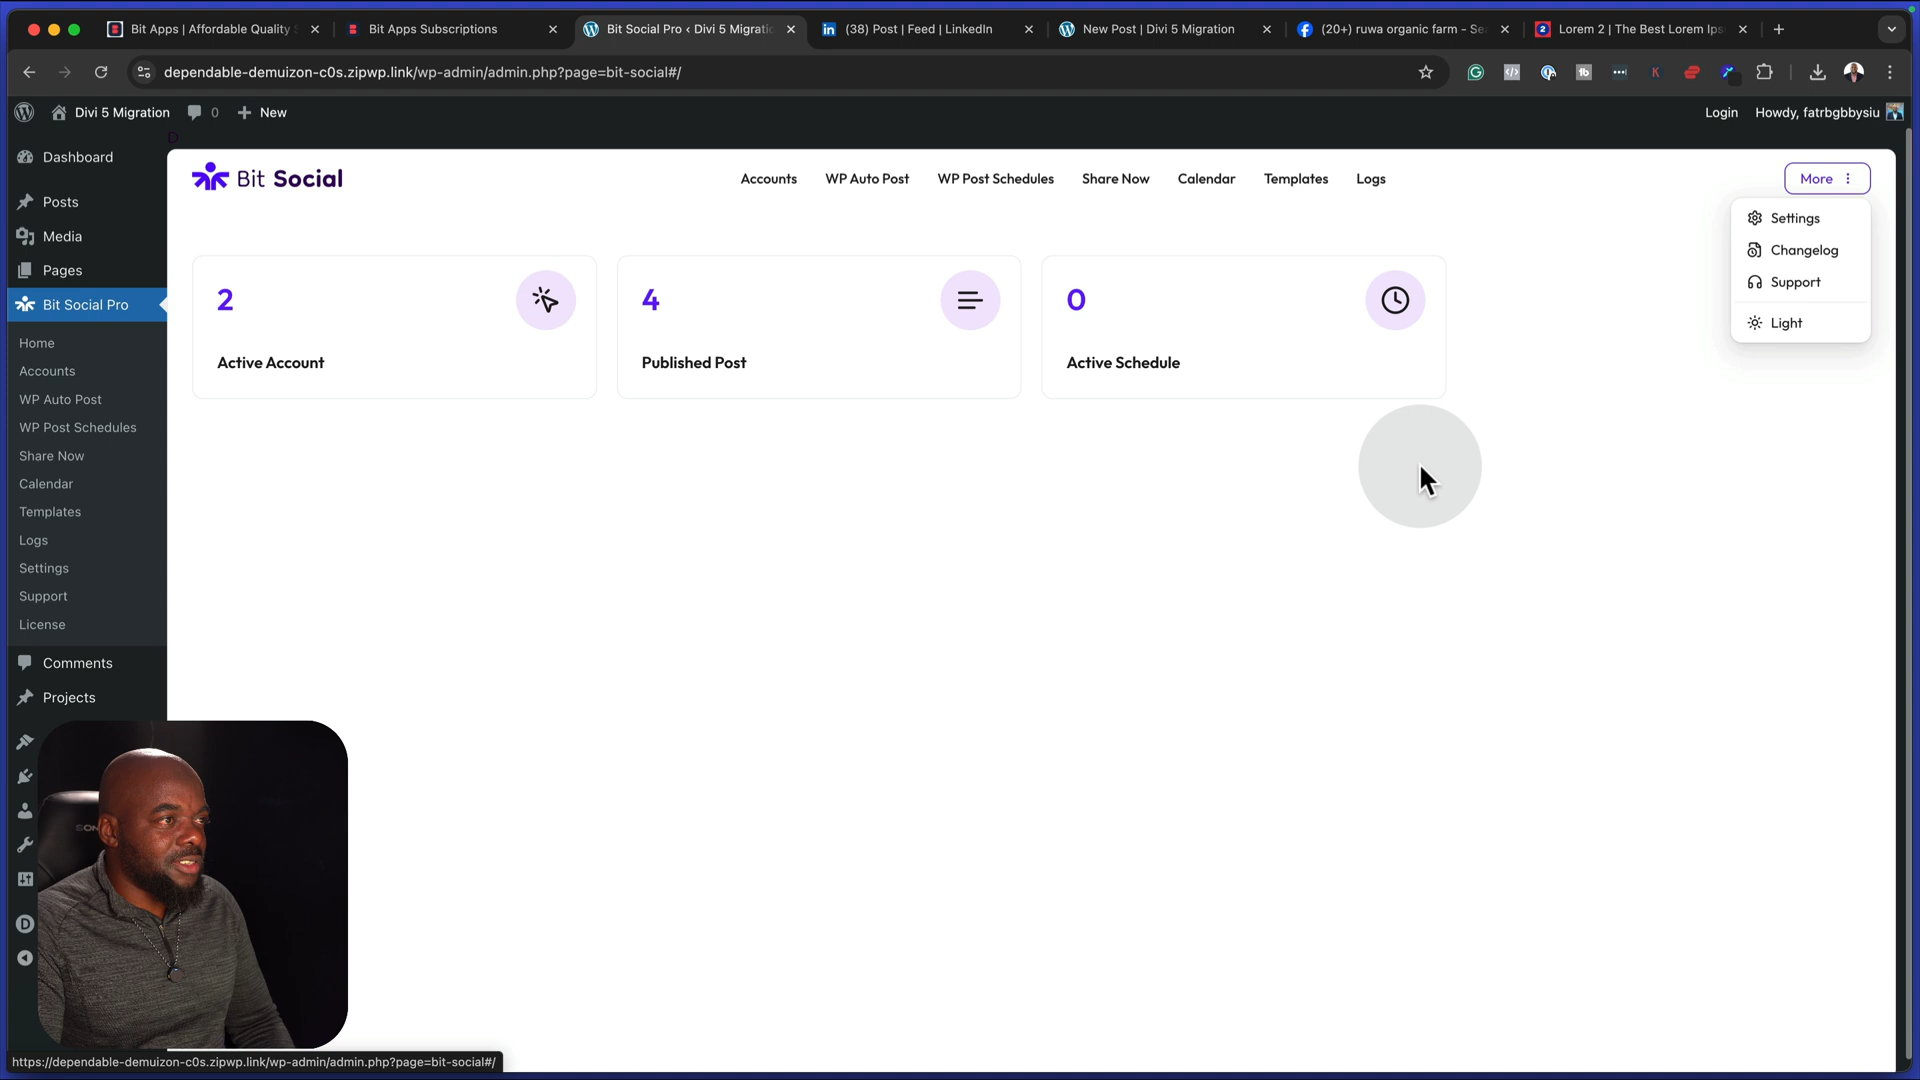 Bit Apps | Affordable Quality S
Bit Apps Subscriptions
Bit Social Pro ‹ Divi 5 Migratio
(38) Post | Feed | LinkedIn
New Post | Divi 5 Migration
(20+) ruwa organic farm - Sea
Lorem 2 | The Best Lorem Ips
dependable-demuizon-c0s.zipwp.link/wp-admin/admin.php?page=bit-social#/
Divi 5 Migration
0
New
Login
Howdy, fatrbgbbysiu
D
Dashboard
Posts
Media
Pages
Bit Social Pro
Home
Accounts
WP Auto Post
WP Post Schedules
Share Now
Calendar
Templates
Logs
Settings
Support
License
Comments
Projects
Bit Social
Accounts
WP Auto Post
WP Post Schedules
Share Now
Calendar
Templates
Logs
More
Settings
Changelog
Support
Light
2
Active Account
4
Published Post
0
Active Schedule
https://dependable-demuizon-c0s.zipwp.link/wp-admin/admin.php?page=bit-social#/